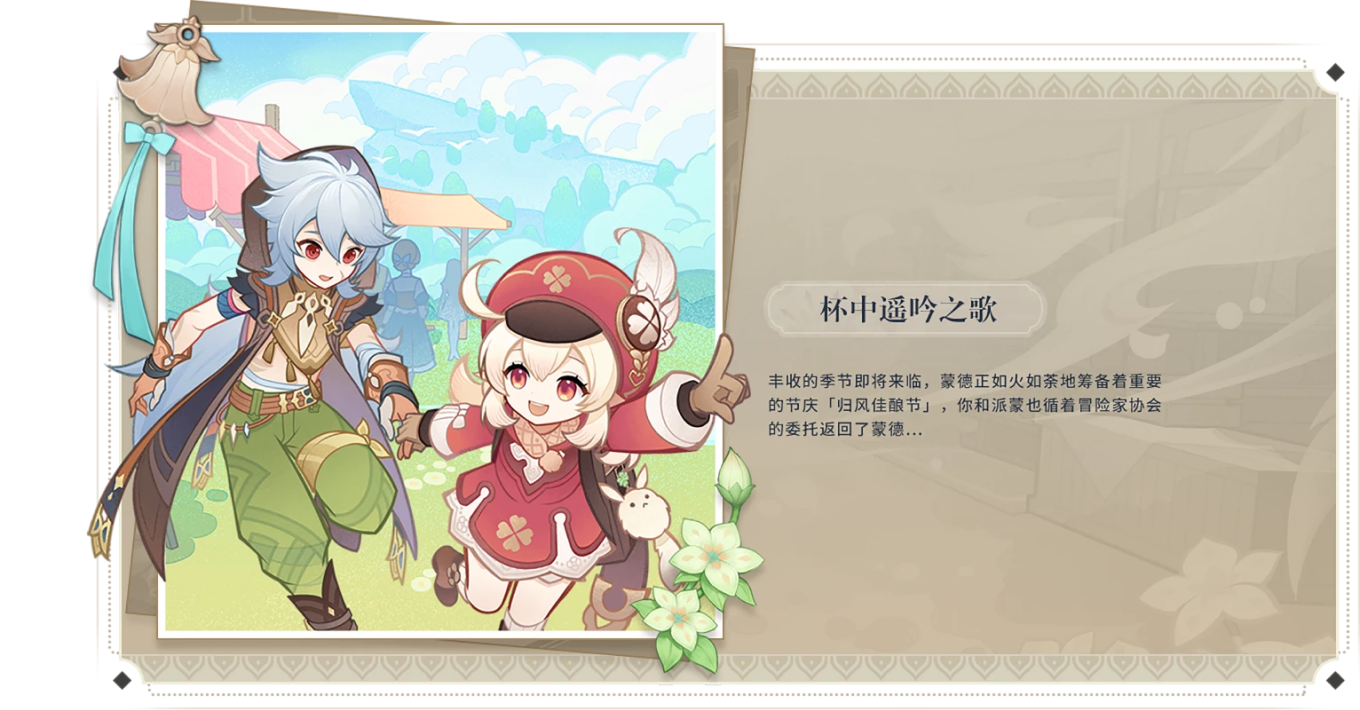 杯中遥吟之歌
丰收的季节即将来临，蒙德正如火如荼地筹备着重要
的节庆「归风佳酿节」，你和派蒙也循着冒险家协会
的委托返回了蒙德...